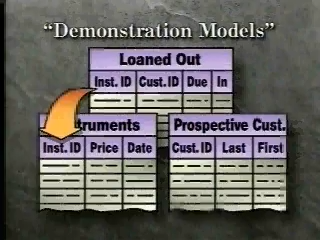 “Demonstration Models”
Loaned Out
Inst. ID Cust. ID Due In
truments Prospective Cust.
Inst. ID Price Date Cust. ID Last First